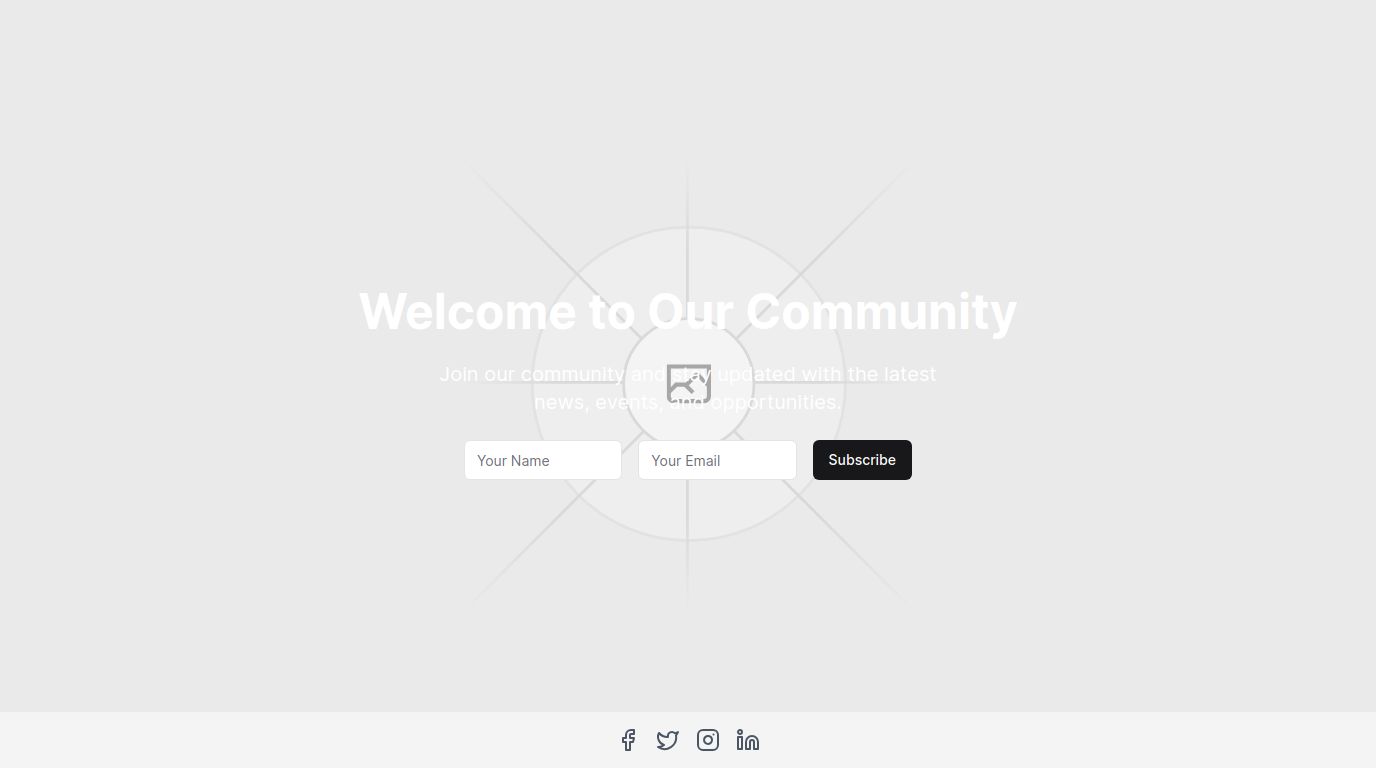 Welcome to Our Community
Join our community and stay updated with the latest
news, events, and opportunities.
Your Name
Your Email
Subscribe